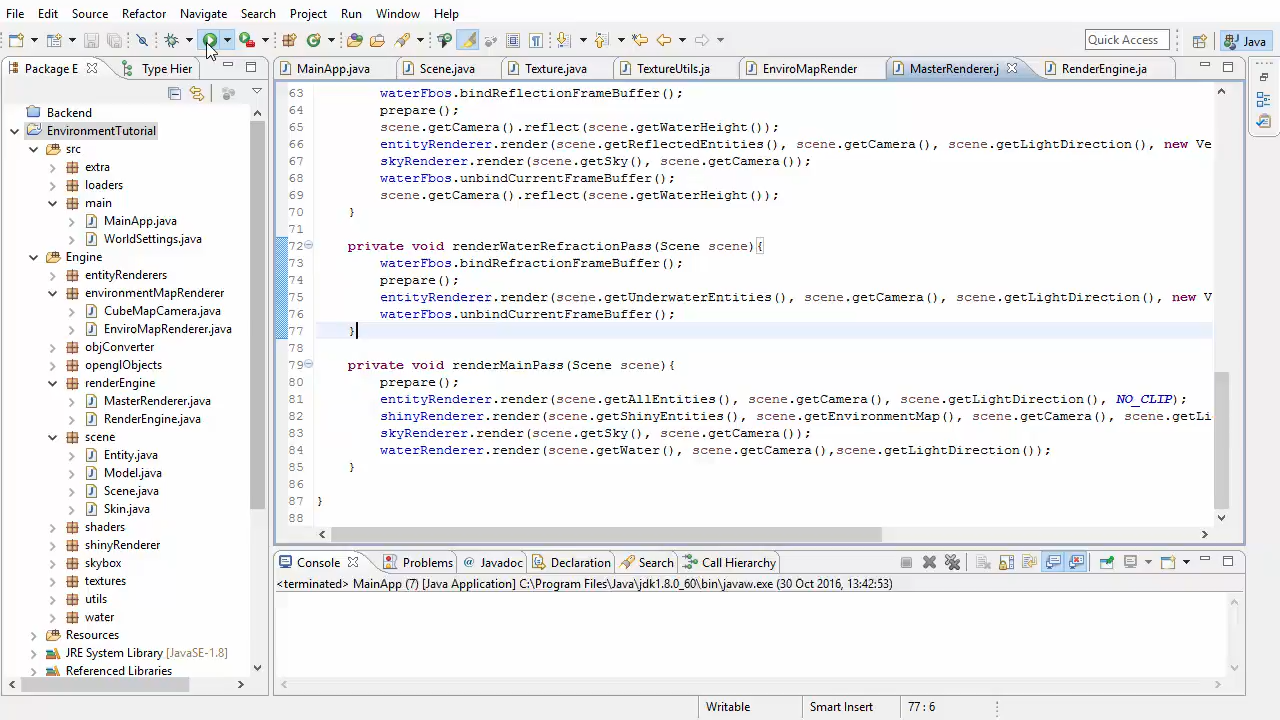 File Edit Source Refactor Navigate Search Project Run Window Help
Quick Access Java
Package E Type Hier MainApp.java Scene.java Texture.java TextureUtils.ja EnviroMapRender MasterRenderer.j RenderEngine.ja
Backend
EnvironmentTutorial
src
extra
loaders
main
MainApp.java
WorldSettings.java
Engine
entityRenderers
environmentMapRenderer
CubeMapCamera.java
EnviroMapRenderer.java
objConverter
openglObjects
renderEngine
MasterRenderer.java
RenderEngine.java
scene
Entity.java
Model.java
Scene.java
Skin.java
shaders
shinyRenderer
skybox
textures
utils
water
Resources
JRE System Library [JavaSE-1.8]
Referenced Libraries
63 waterFbos.bindReflectionFrameBuffer();
64 prepare();
65 scene.getCamera().reflect(scene.getWaterHeight());
66 entityRenderer.render(scene.getReflectedEntities(), scene.getCamera(), scene.getLightDirection(), new Ve
67 skyRenderer.render(scene.getSky(), scene.getCamera());
68 waterFbos.unbindCurrentFrameBuffer();
69 scene.getCamera().reflect(scene.getWaterHeight());
70 }
71
72 private void renderWaterRefractionPass(Scene scene){
73 waterFbos.bindRefractionFrameBuffer();
74 prepare();
75 entityRenderer.render(scene.getUnderwaterEntities(), scene.getCamera(), scene.getLightDirection(), new V
76 waterFbos.unbindCurrentFrameBuffer();
77 }
78
79 private void renderMainPass(Scene scene){
80 prepare();
81 entityRenderer.render(scene.getAllEntities(), scene.getCamera(), scene.getLightDirection(), NO_CLIP);
82 shinyRenderer.render(scene.getShinyEntities(), scene.getEnvironmentMap(), scene.getCamera(), scene.getLi
83 skyRenderer.render(scene.getSky(), scene.getCamera());
84 waterRenderer.render(scene.getWater(), scene.getCamera(),scene.getLightDirection());
85 }
86
87 }
88
Console Problems Javadoc Declaration Search Call Hierarchy
<terminated> MainApp (7) [Java Application] C:\Program Files\Java\jdk1.8.0_60\bin\javaw.exe (30 Oct 2016, 13:42:53)
Writable Smart Insert 77 : 6